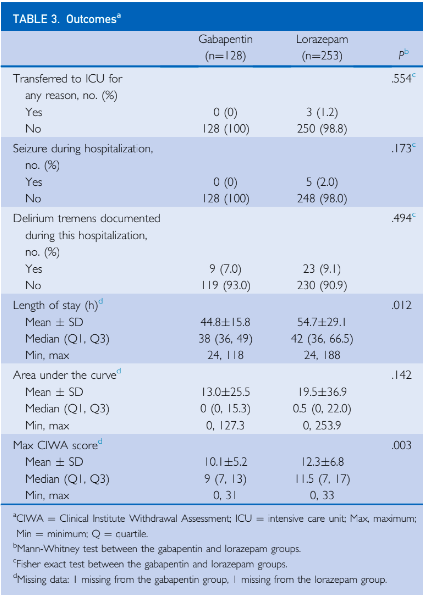 TABLE 3. Outcomesᵃ
Gabapentin Lorazepam
(n=128) (n=253) Pᵇ
Transferred to ICU for .554ᶜ
any reason, no. (%)
Yes 0 (0) 3 (1.2)
No 128 (100) 250 (98.8)
Seizure during hospitalization, .173ᶜ
no. (%)
Yes 0 (0) 5 (2.0)
No 128 (100) 248 (98.0)
Delirium tremens documented .494ᶜ
during this hospitalization,
no. (%)
Yes 9 (7.0) 23 (9.1)
No 119 (93.0) 230 (90.9)
Length of stay (h)ᵈ .012
Mean ± SD 44.8±15.8 54.7±29.1
Median (Q1, Q3) 38 (36, 49) 42 (36, 66.5)
Min, max 24, 118 24, 188
Area under the curveᵈ .142
Mean ± SD 13.0±25.5 19.5±36.9
Median (Q1, Q3) 0 (0, 15.3) 0.5 (0, 22.0)
Min, max 0, 127.3 0, 253.9
Max CIWA scoreᵈ .003
Mean ± SD 10.1±5.2 12.3±6.8
Median (Q1, Q3) 9 (7, 13) 11.5 (7, 17)
Min, max 0, 31 0, 33
ᵃCIWA = Clinical Institute Withdrawal Assessment; ICU = intensive care unit; Max, maximum;
Min = minimum; Q = quartile.
ᵇMann-Whitney test between the gabapentin and lorazepam groups.
ᶜFisher exact test between the gabapentin and lorazepam groups.
ᵈMissing data: 1 missing from the gabapentin group, 1 missing from the lorazepam group.